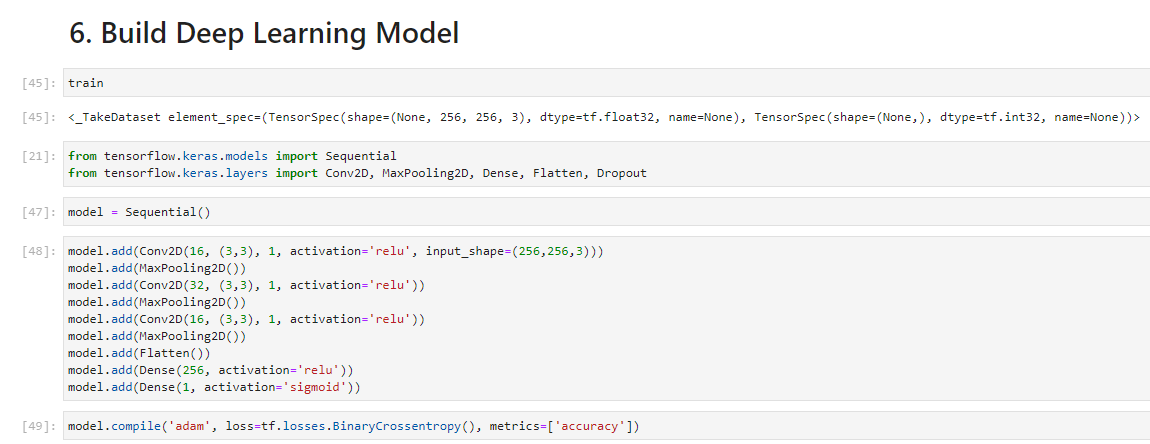 6. Build Deep Learning Model
[45]: train
[45]: <_TakeDataset element_spec=(TensorSpec(shape=(None, 256, 256, 3), dtype=tf.float32, name=None), TensorSpec(shape=(None,), dtype=tf.int32, name=None))>
[21]: from tensorflow.keras.models import Sequential
from tensorflow.keras.layers import Conv2D, MaxPooling2D, Dense, Flatten, Dropout
[47]: model = Sequential()
[48]: model.add(Conv2D(16, (3,3), 1, activation='relu', input_shape=(256,256,3)))
model.add(MaxPooling2D())
model.add(Conv2D(32, (3,3), 1, activation='relu'))
model.add(MaxPooling2D())
model.add(Conv2D(16, (3,3), 1, activation='relu'))
model.add(MaxPooling2D())
model.add(Flatten())
model.add(Dense(256, activation='relu'))
model.add(Dense(1, activation='sigmoid'))
[49]: model.compile('adam', loss=tf.losses.BinaryCrossentropy(), metrics=['accuracy'])